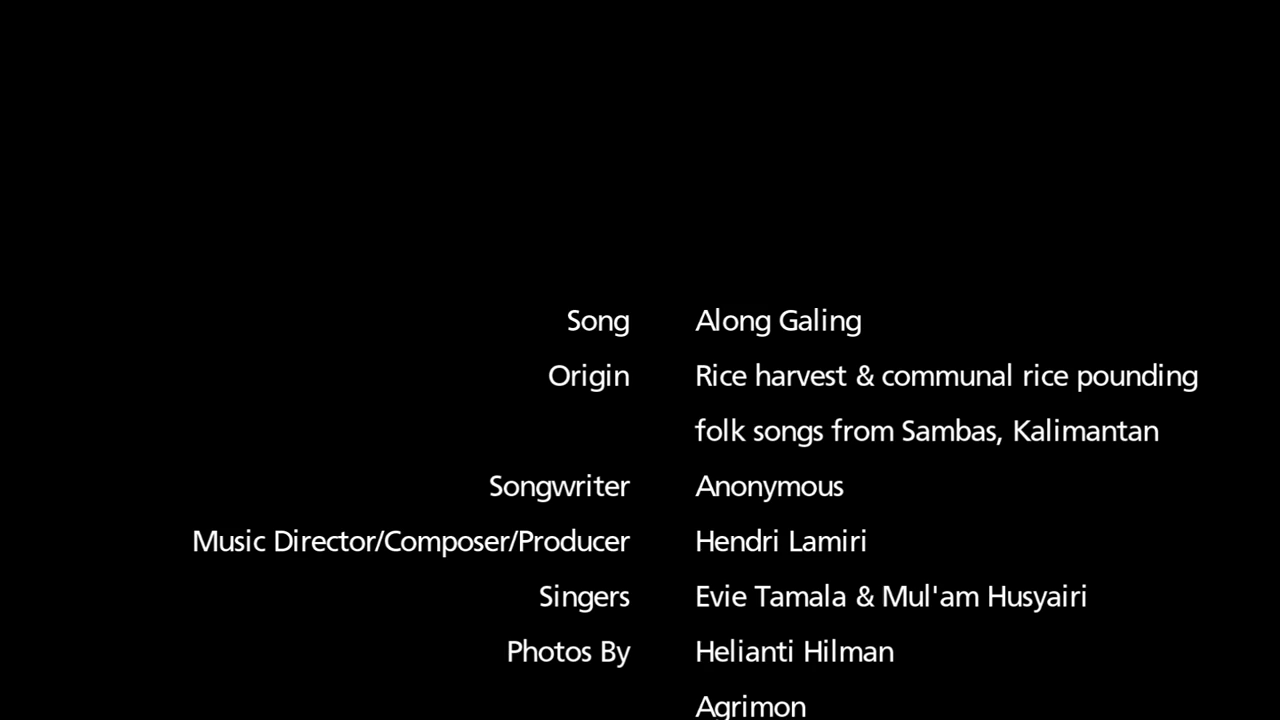 Song Along Galing
Origin Rice harvest & communal rice pounding
folk songs from Sambas, Kalimantan
Songwriter Anonymous
Music Director/Composer/Producer Hendri Lamiri
Singers Evie Tamala & Mul'am Husyairi
Photos By Helianti Hilman
Agrimon